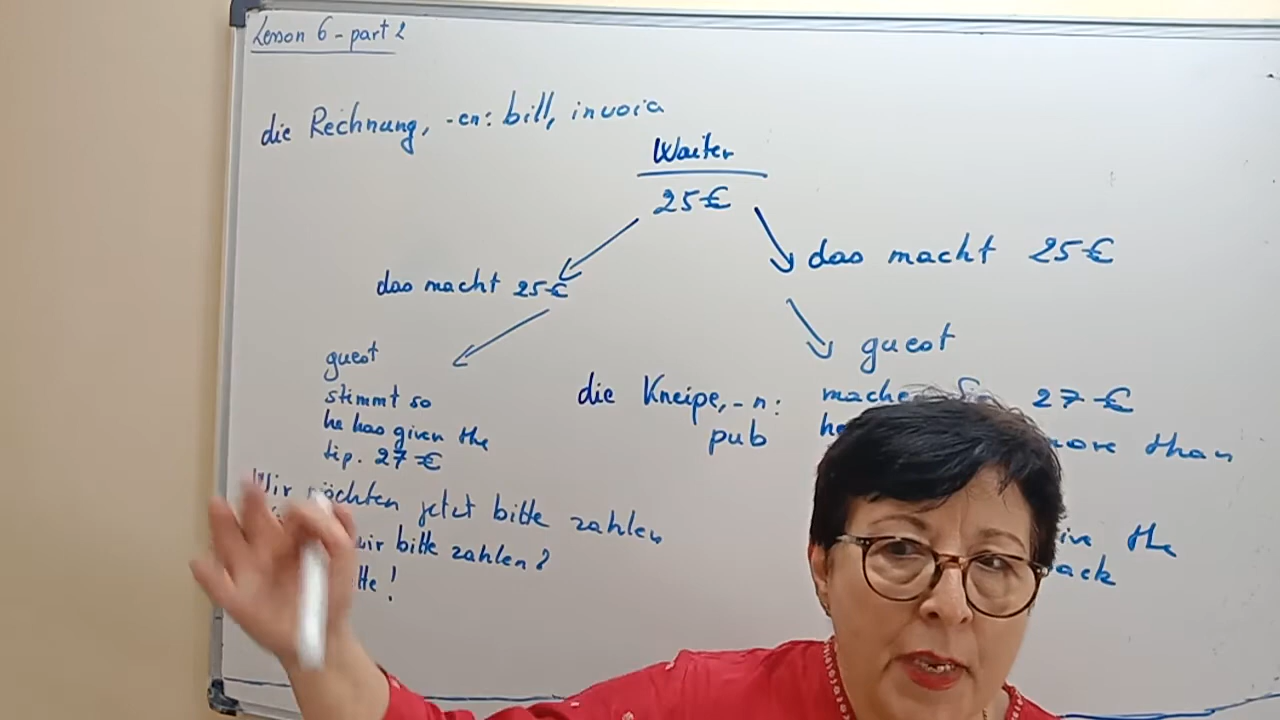 Lesson 6 - part 2
die Rechnung, -en: bill, invoice
Waiter
25€
das macht 25€
das macht 25€
guest
stimmt so
he has given the
tip. 27€
guest
27€
more than
the
die Kneipe, -n:
pub
Wir möchten jetzt bitte zahlen
wir bitte zahlen?